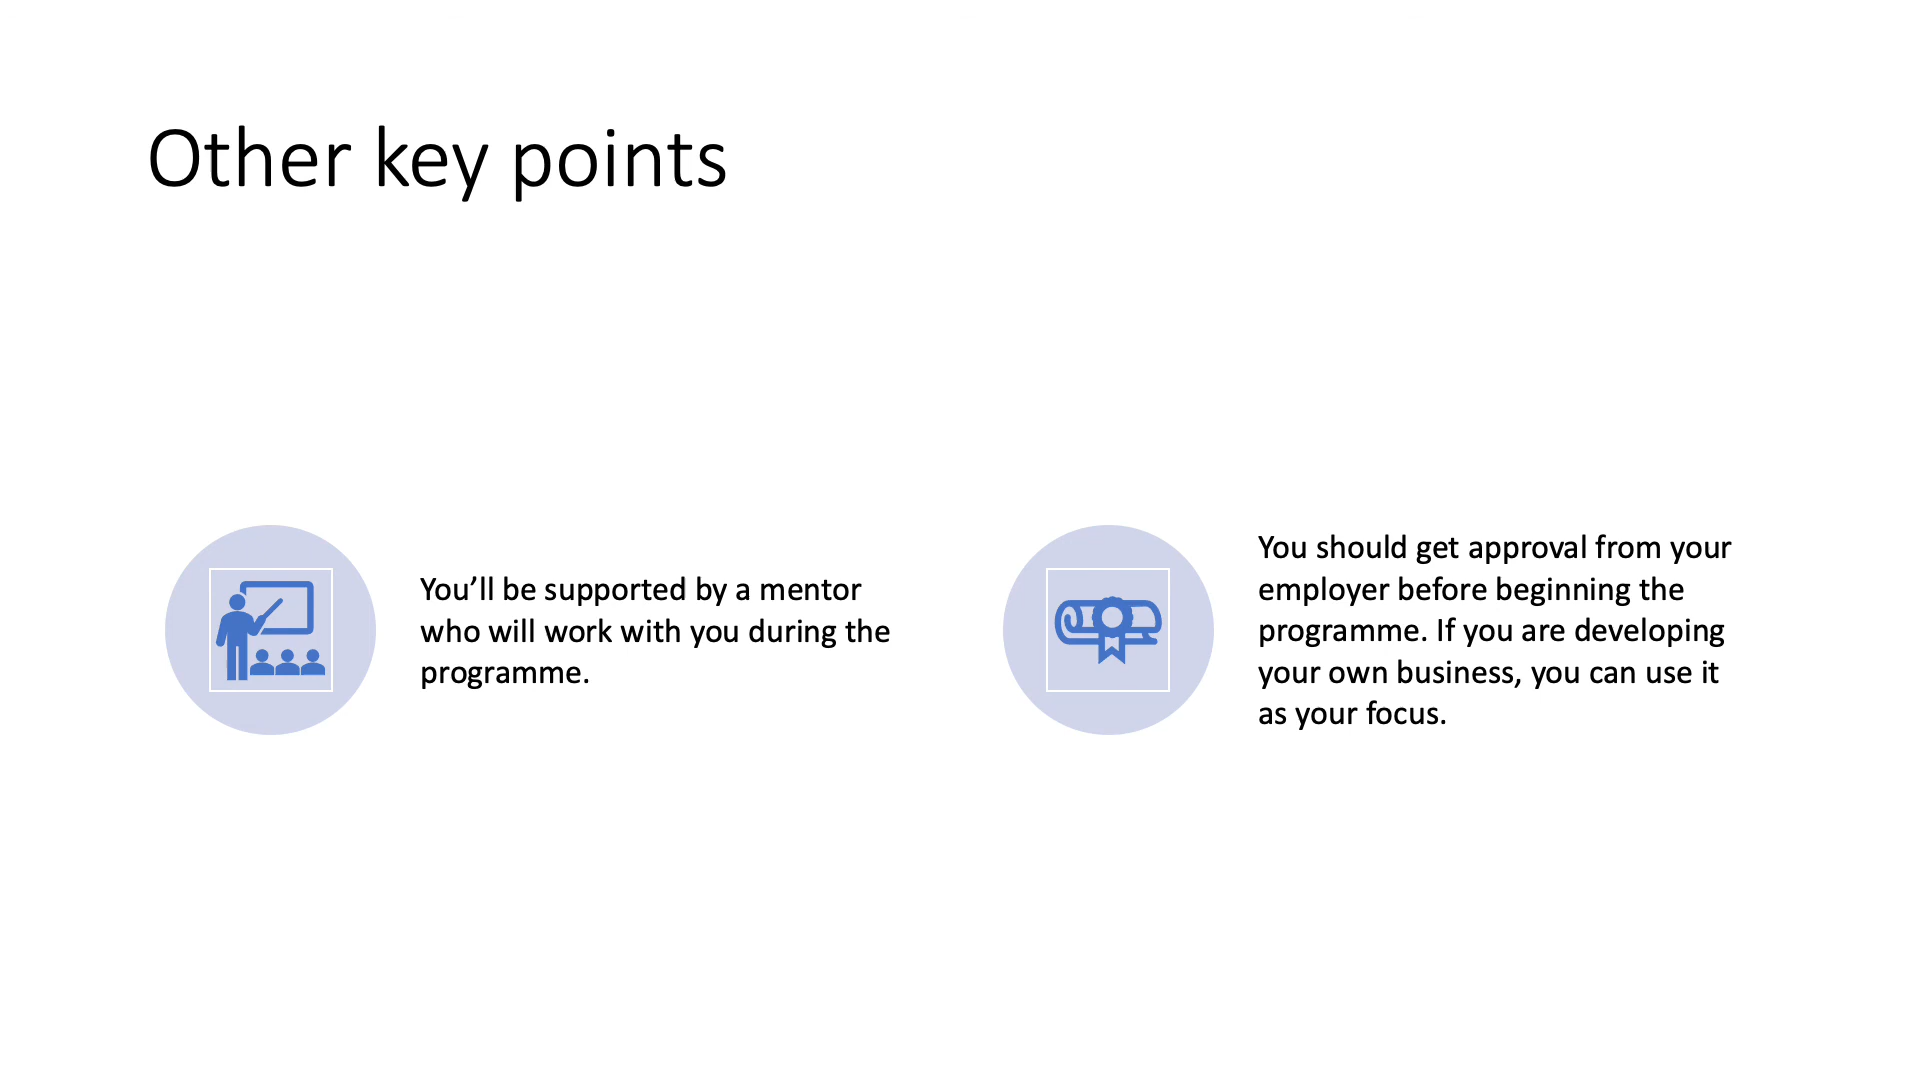 Other key points
You’ll be supported by a mentor
who will work with you during the
programme.
You should get approval from your
employer before beginning the
programme. If you are developing
your own business, you can use it
as your focus.